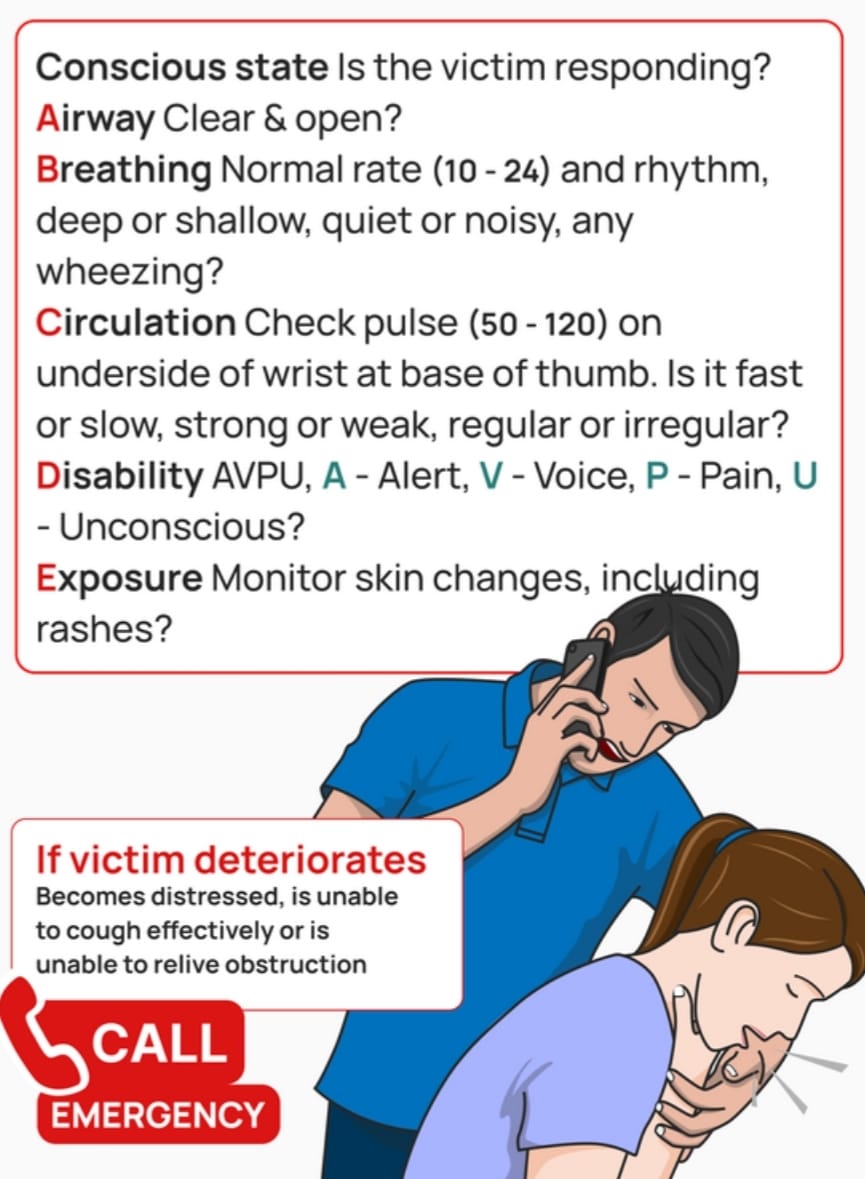 Conscious state Is the victim responding?
Airway Clear & open?
Breathing Normal rate (10 - 24) and rhythm,
deep or shallow, quiet or noisy, any
wheezing?
Circulation Check pulse (50 - 120) on
underside of wrist at base of thumb. Is it fast
or slow, strong or weak, regular or irregular?
Disability AVPU, A - Alert, V - Voice, P - Pain, U
- Unconscious?
Exposure Monitor skin changes, including
rashes?
If victim deteriorates
Becomes distressed, is unable
to cough effectively or is
unable to relive obstruction
CALL
EMERGENCY